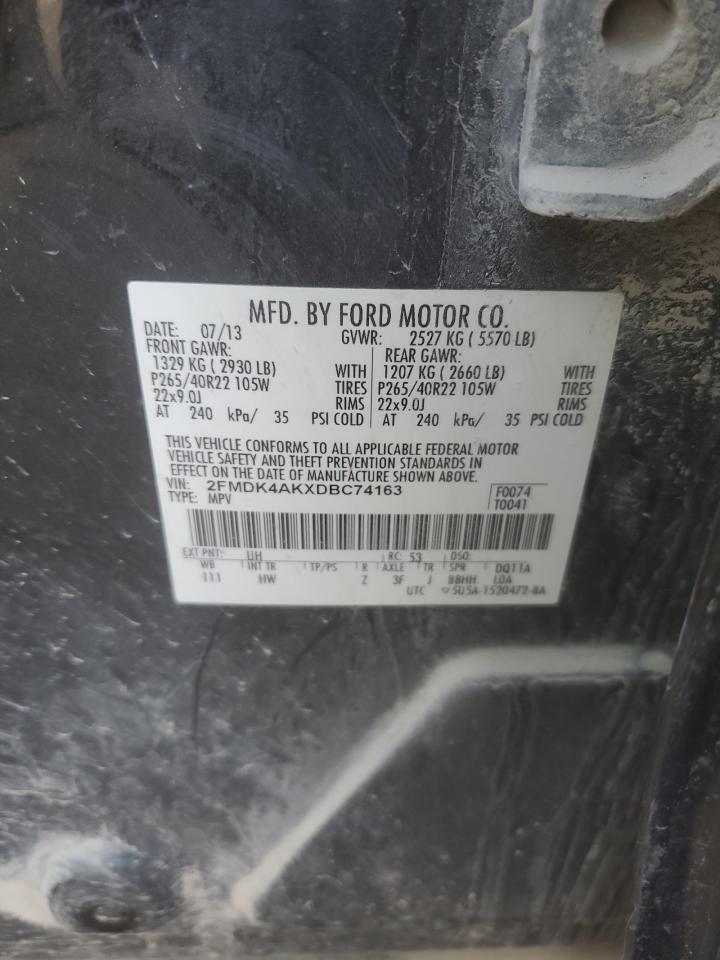 MFD. BY FORD MOTOR CO.
DATE: 07/13 GVWR: 2527 KG ( 5570 LB)
FRONT GAWR: REAR GAWR:
1329 KG ( 2930 LB) WITH 1207 KG ( 2660 LB) WITH
P265/40R22 105W TIRES P265/40R22 105W TIRES
22x9.0J RIMS 22x9.0J RIMS
AT 240 kPa/ 35 PSI COLD AT 240 kPa/ 35 PSI COLD
THIS VEHICLE CONFORMS TO ALL APPLICABLE FEDERAL MOTOR
VEHICLE SAFETY AND THEFT PREVENTION STANDARDS IN
EFFECT ON THE DATE OF MANUFACTURE SHOWN ABOVE.
VIN: 2FMDK4AKXDBC74163 F0074
TYPE: MPV T0041
EXT PNT: UH RC: 53 DSO:
WB INT TR TP/PS R AXLE TR SPR DQ11A
111 HW Z 3F J BBHH LOA
UTC ▽5U5A-1520472-BA